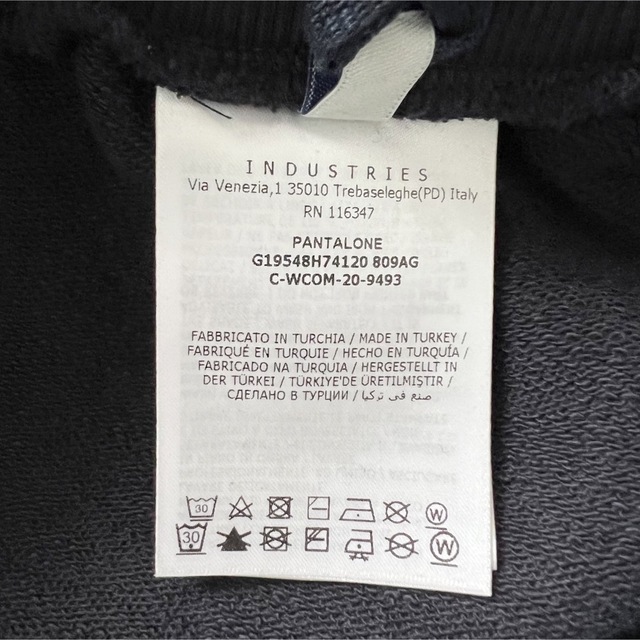 INDUSTRIES
Via Venezia,1 35010 Trebaseleghe(PD) Italy
RN 116347
PANTALONE
G19548H74120 809AG
C-WCOM-20-9493
FABBRICATO IN TURCHIA / MADE IN TURKEY /
FABRIQUÉ EN TURQUIE / HECHO EN TURQUÍA /
FABRICADO NA TURQUIA / HERGESTELLT IN
DER TÜRKEI / TÜRKIYE'DE ÜRETILMIŞTIR /
СДЕЛАНО В ТУРЦИИ / صنع في تركيا
30 W
30 W